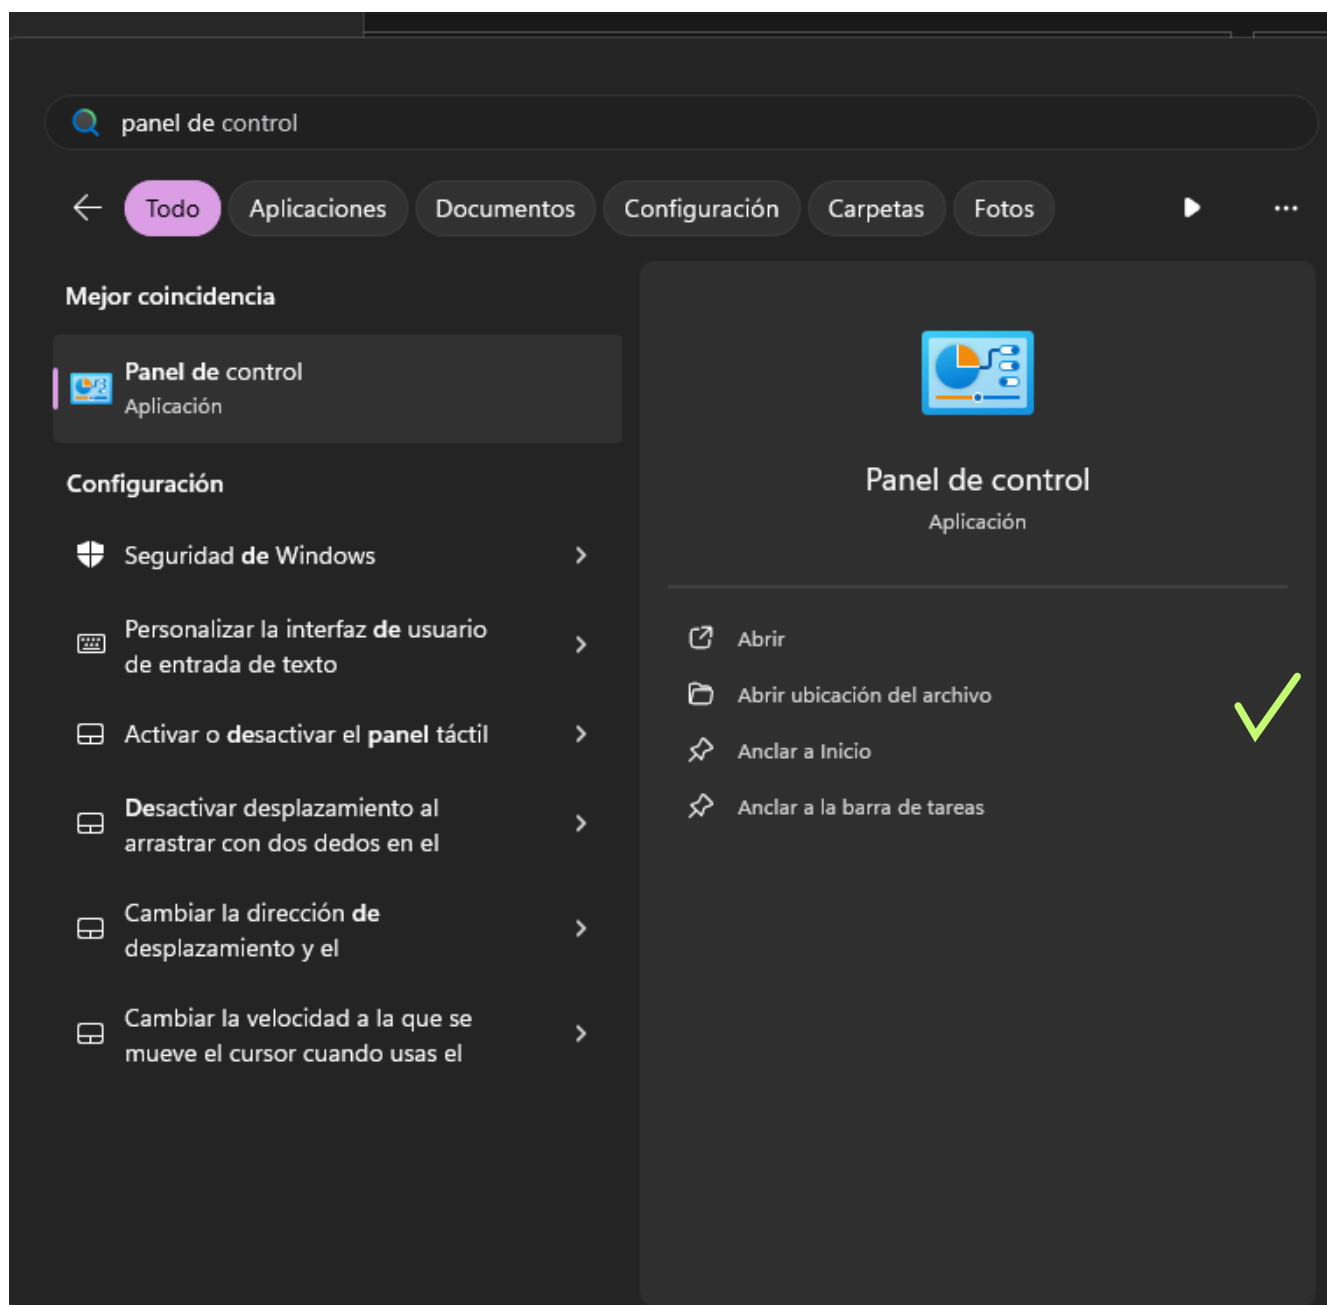 panel de control
Todo
Aplicaciones
Documentos
Configuración
Carpetas
Fotos
Mejor coincidencia
Panel de control
Aplicación
Configuración
Seguridad de Windows
Personalizar la interfaz de usuario
de entrada de texto
Activar o desactivar el panel táctil
Desactivar desplazamiento al
arrastrar con dos dedos en el
Cambiar la dirección de
desplazamiento y el
Cambiar la velocidad a la que se
mueve el cursor cuando usas el
Panel de control
Aplicación
Abrir
Abrir ubicación del archivo
Anclar a Inicio
Anclar a la barra de tareas